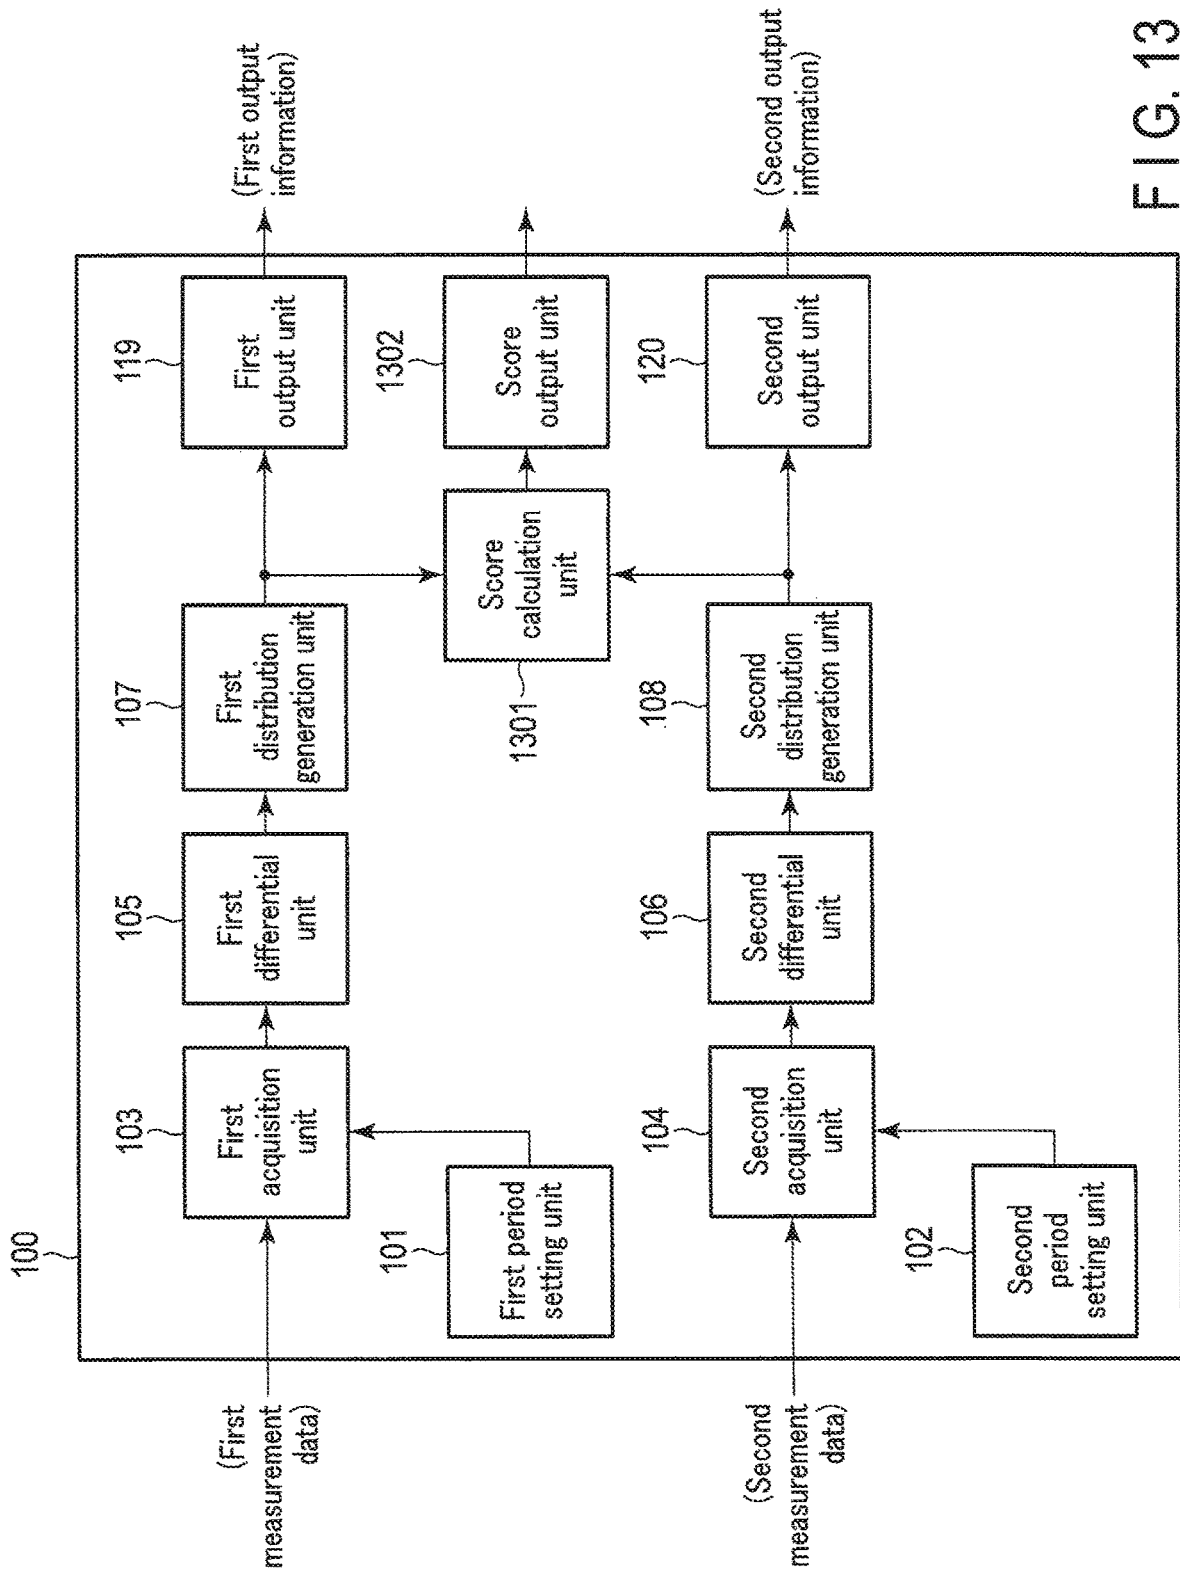 100
(First
measurement
data)
103
First
acquisition
unit
105
First
differential
unit
107
First
distribution
generation unit
119
First
output unit
(First output
information)
101
First period
setting unit
1301
Score
calculation
unit
1302
Score
output unit
(Second
measurement
data)
104
Second
acquisition
unit
106
Second
differential
unit
108
Second
distribution
generation unit
120
Second
output unit
(Second output
information)
102
Second
period
setting unit
FIG. 13